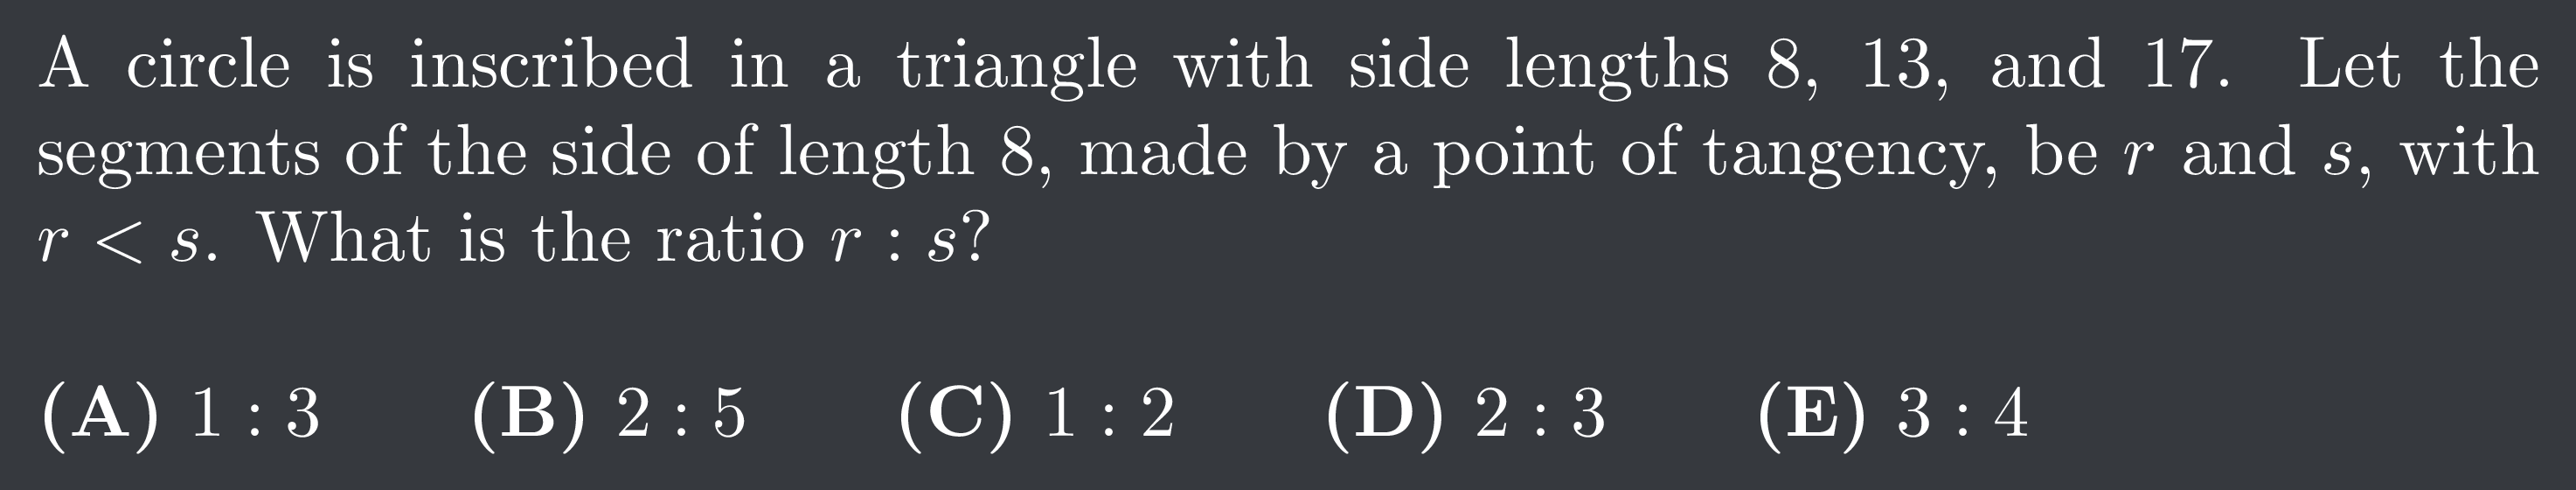 A circle is inscribed in a triangle with side lengths 8, 13, and 17. Let the
segments of the side of length 8, made by a point of tangency, be r and s, with
r < s. What is the ratio r : s?
(A) 1 : 3 (B) 2 : 5 (C) 1 : 2 (D) 2 : 3 (E) 3 : 4